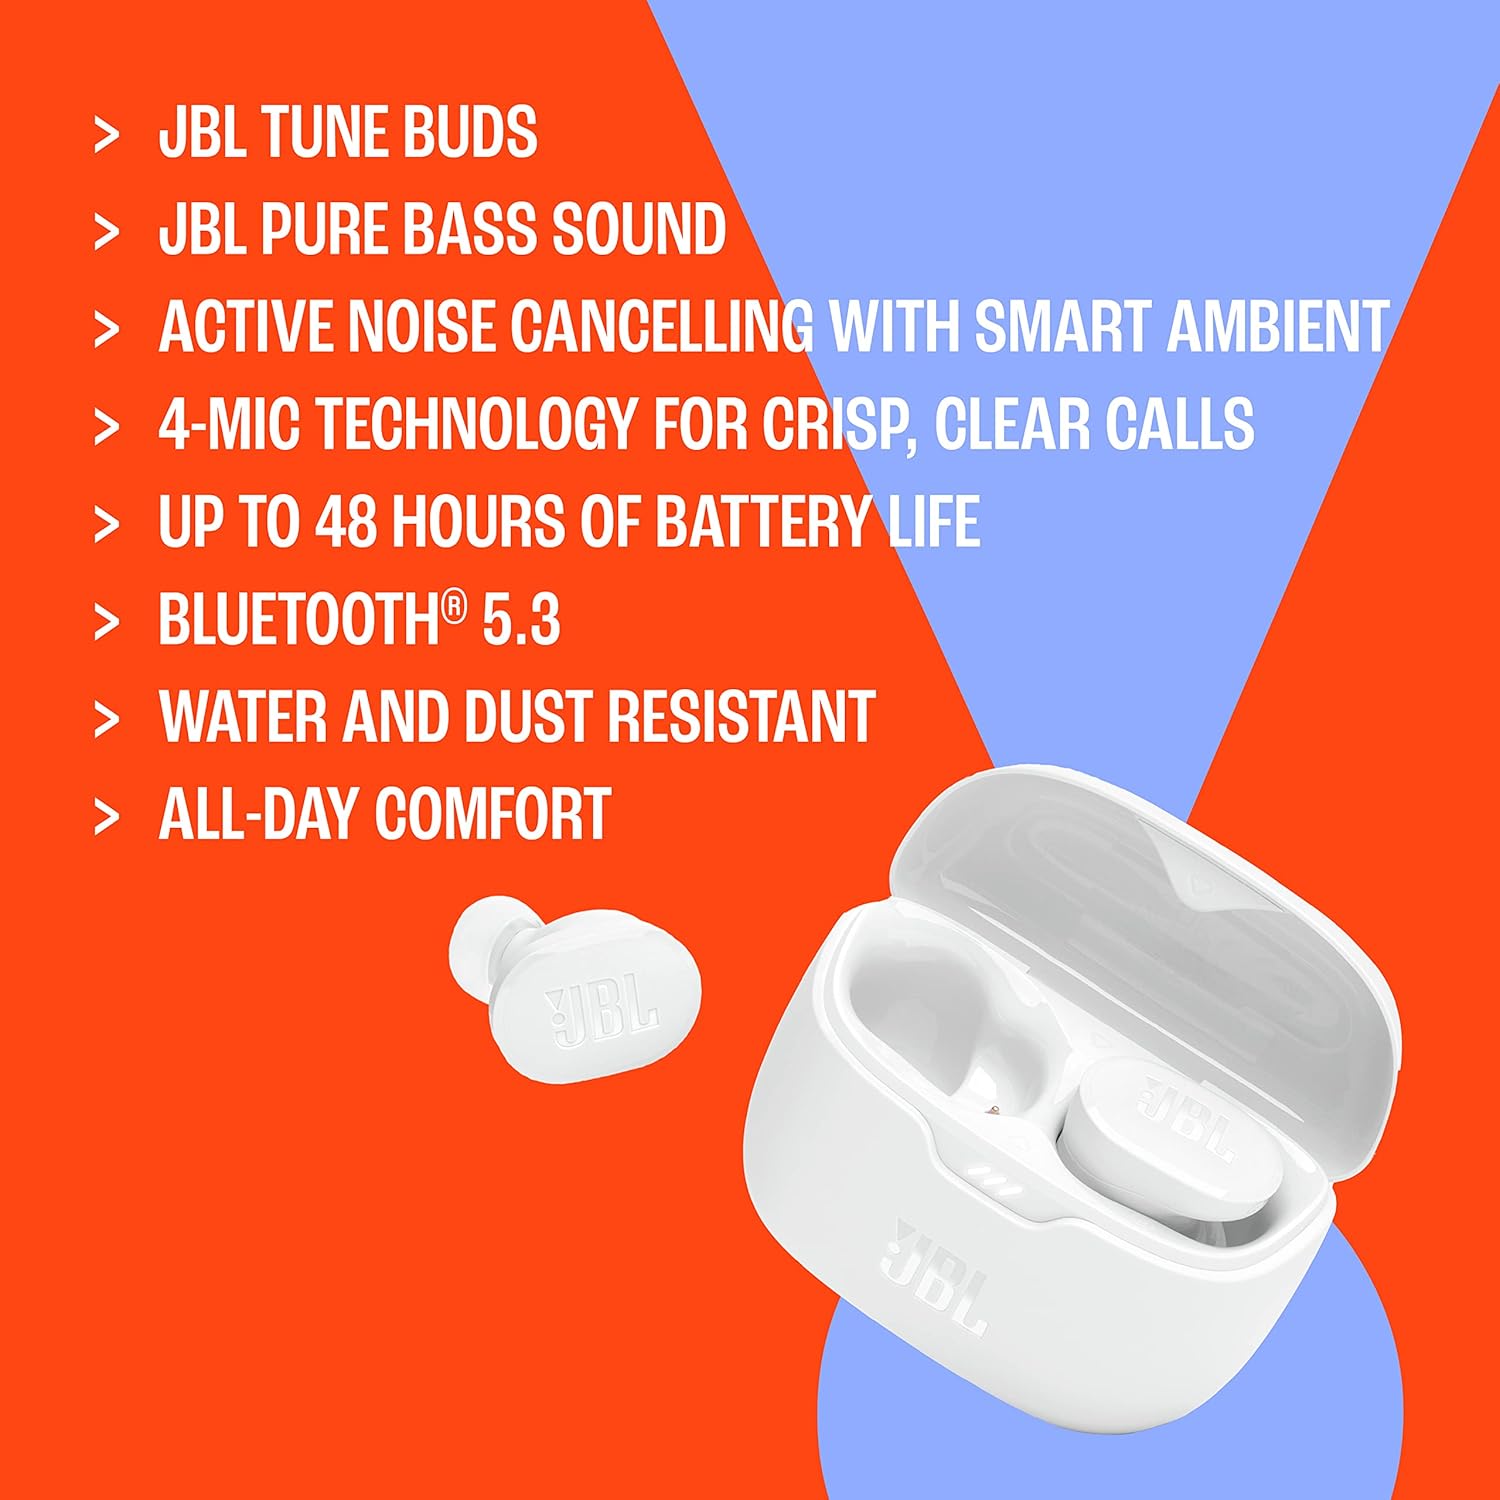 > JBL TUNE BUDS
> JBL PURE BASS SOUND
> ACTIVE NOISE CANCELLING WITH SMART AMBIENT
> 4-MIC TECHNOLOGY FOR CRISP, CLEAR CALLS
> UP TO 48 HOURS OF BATTERY LIFE
> BLUETOOTH® 5.3
> WATER AND DUST RESISTANT
> ALL-DAY COMFORT
JBL
JBL
JBL